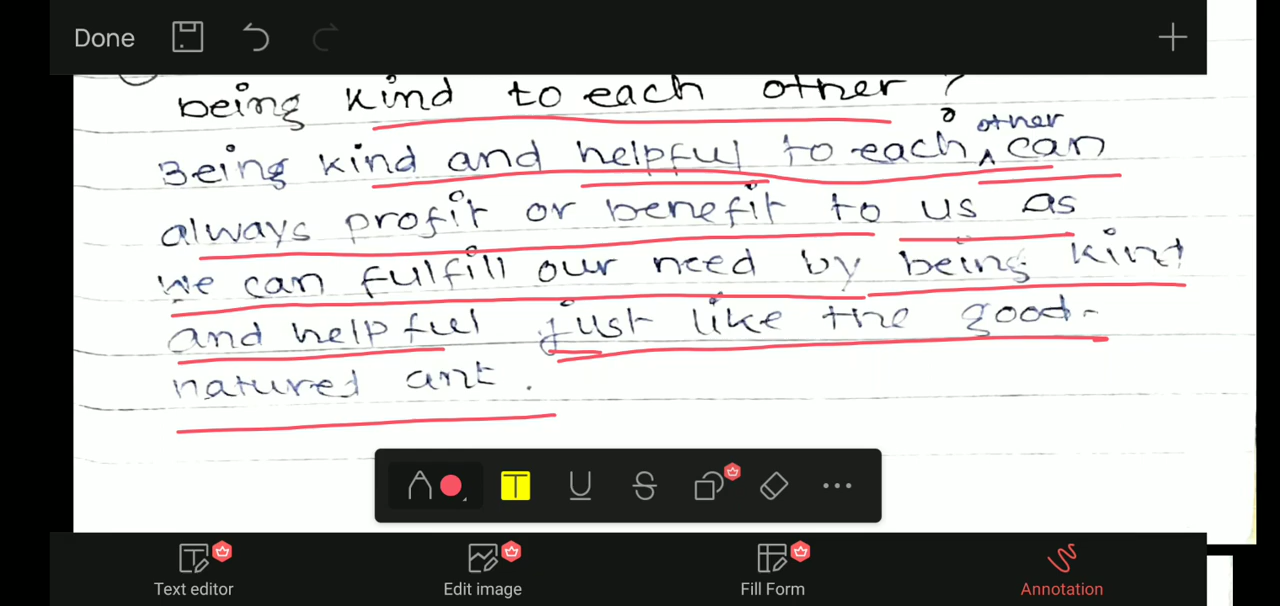 Done
being kind to each other?
other
Being kind and helpful to each ^ can
always profit or benefit to us as
we can fulfill our need by being kind
and helpful just like the good-
natured ant.
T U S
Text editor Edit image Fill Form Annotation